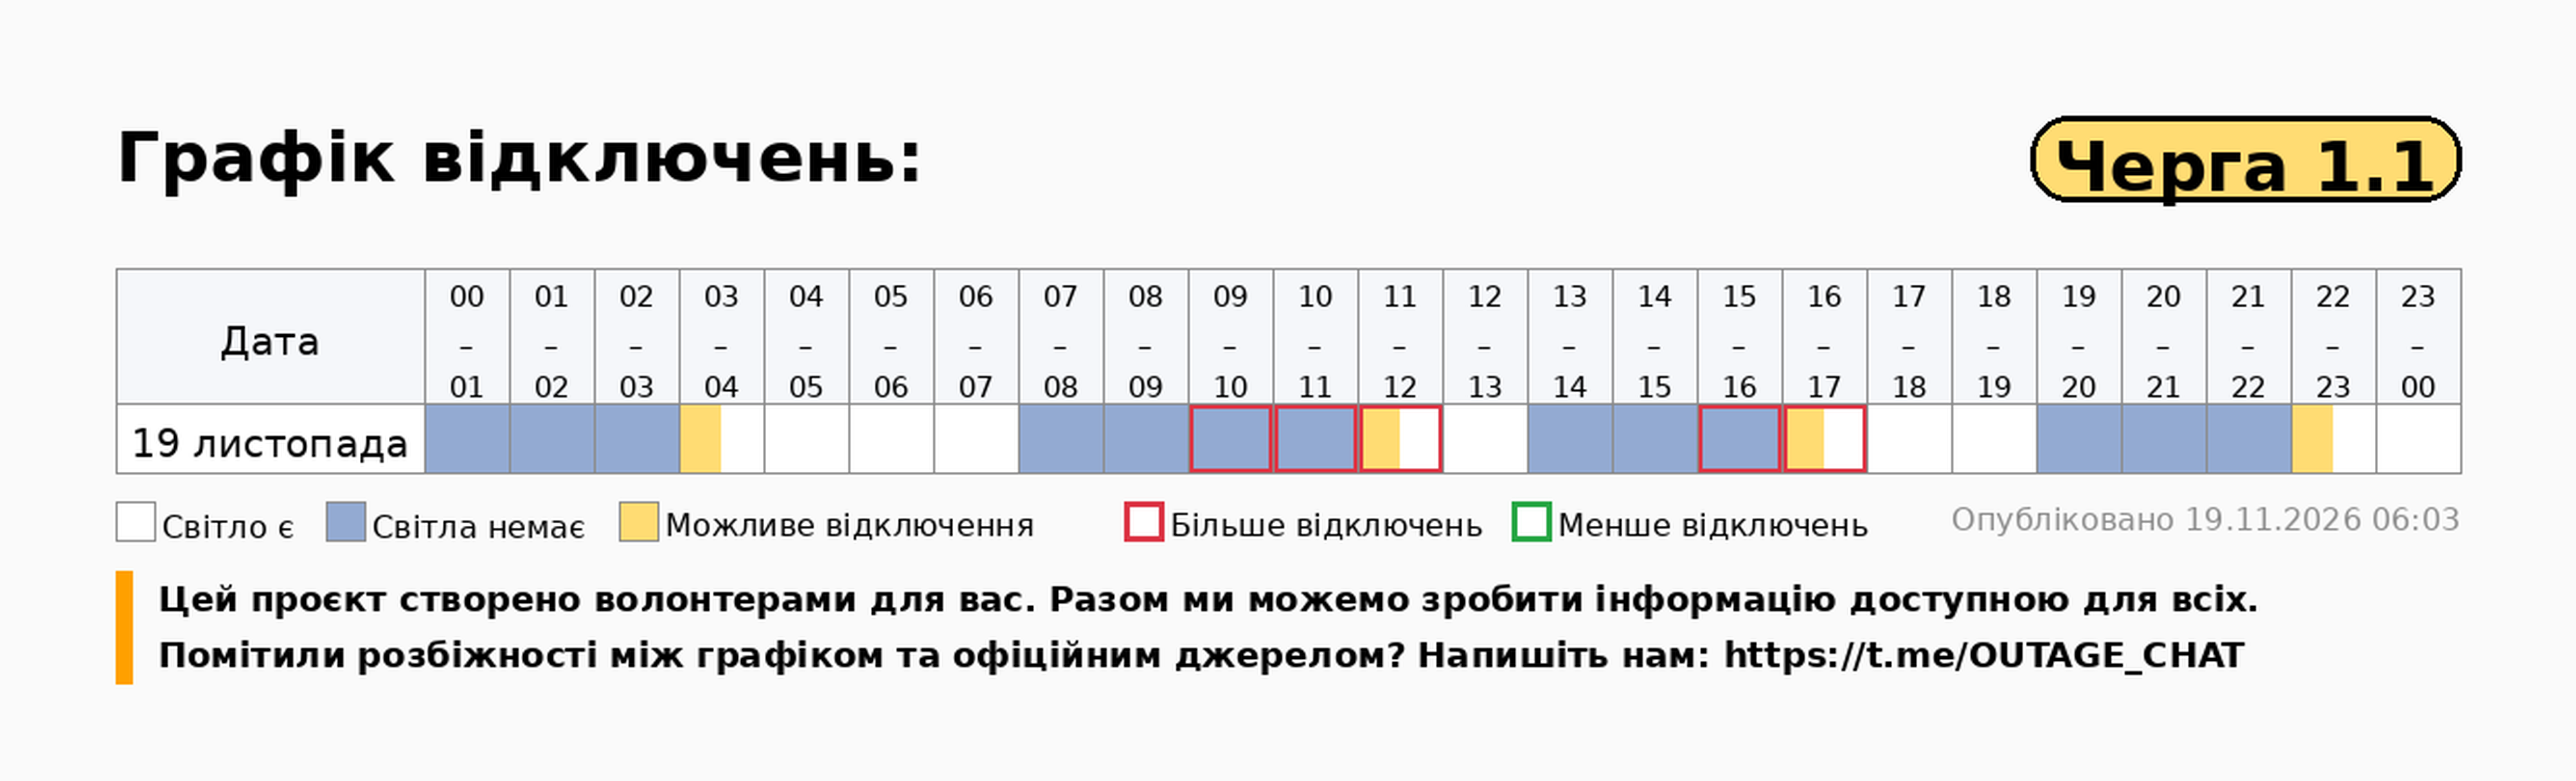 Графік відключень:
Черга 1.1
Дата
00 – 01
01 – 02
02 – 03
03 – 04
04 – 05
05 – 06
06 – 07
07 – 08
08 – 09
09 – 10
10 – 11
11 – 12
12 – 13
13 – 14
14 – 15
15 – 16
16 – 17
17 – 18
18 – 19
19 – 20
20 – 21
21 – 22
22 – 23
23 – 00
19 листопада
Світло є
Світла немає
Можливе відключення
Більше відключень
Менше відключень
Опубліковано 19.11.2026 06:03
Цей проєкт створено волонтерами для вас. Разом ми можемо зробити інформацію доступною для всіх.
Помітили розбіжності між графіком та офіційним джерелом? Напишіть нам: https://t.me/OUTAGE_CHAT